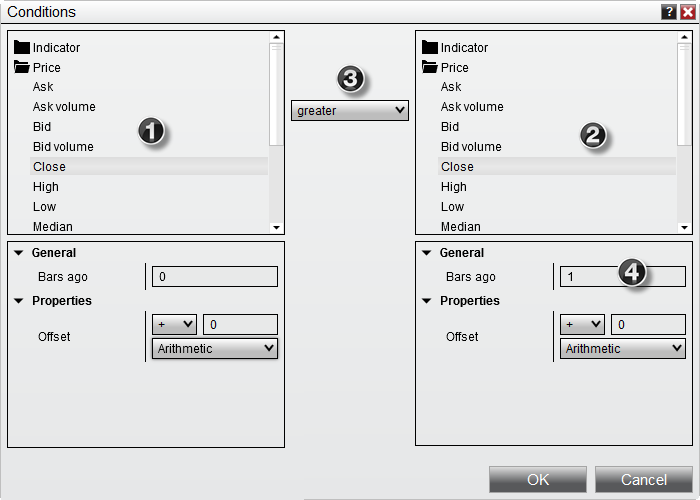 Conditions
?
Indicator
Price
Ask
Ask volume
Bid
Bid volume
Close
High
Low
Median
1
3
greater
Indicator
Price
Ask
Ask volume
Bid
Bid volume
Close
High
Low
Median
2
General
Bars ago 0
Properties
Offset + 0
Arithmetic
General
Bars ago 1 4
Properties
Offset + 0
Arithmetic
OK Cancel